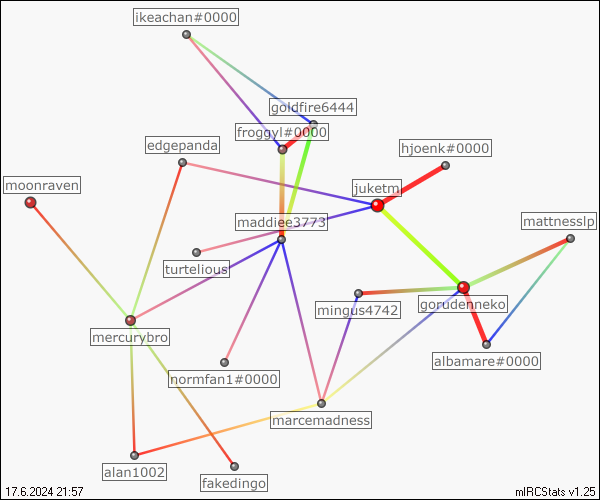 ikeachan#0000
goldfire6444
froggyl#0000
edgepanda
hjoenk#0000
moonraven
juketm
maddiee3773
mattnesslp
turtelious
gorudenneko
mingus4742
mercurybro
albamare#0000
normfan1#0000
marcemadness
alan1002
fakedingo
17.6.2024 21:57
mIRCStats v1.25